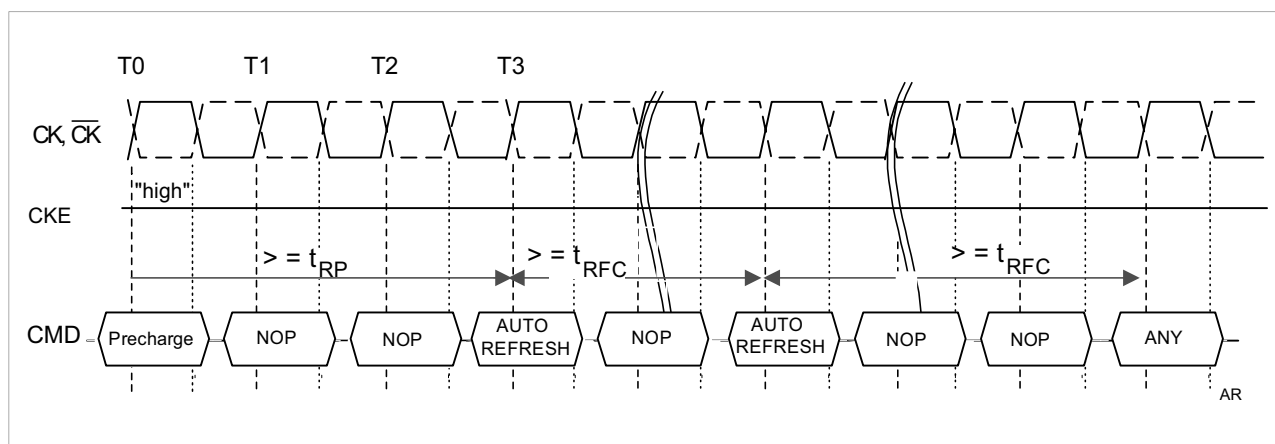 T0 T1 T2 T3
CK, C̅K̅
"high"
CKE
> = tRP > = tRFC > = tRFC
CMD Precharge NOP NOP AUTO REFRESH NOP AUTO REFRESH NOP NOP ANY
AR